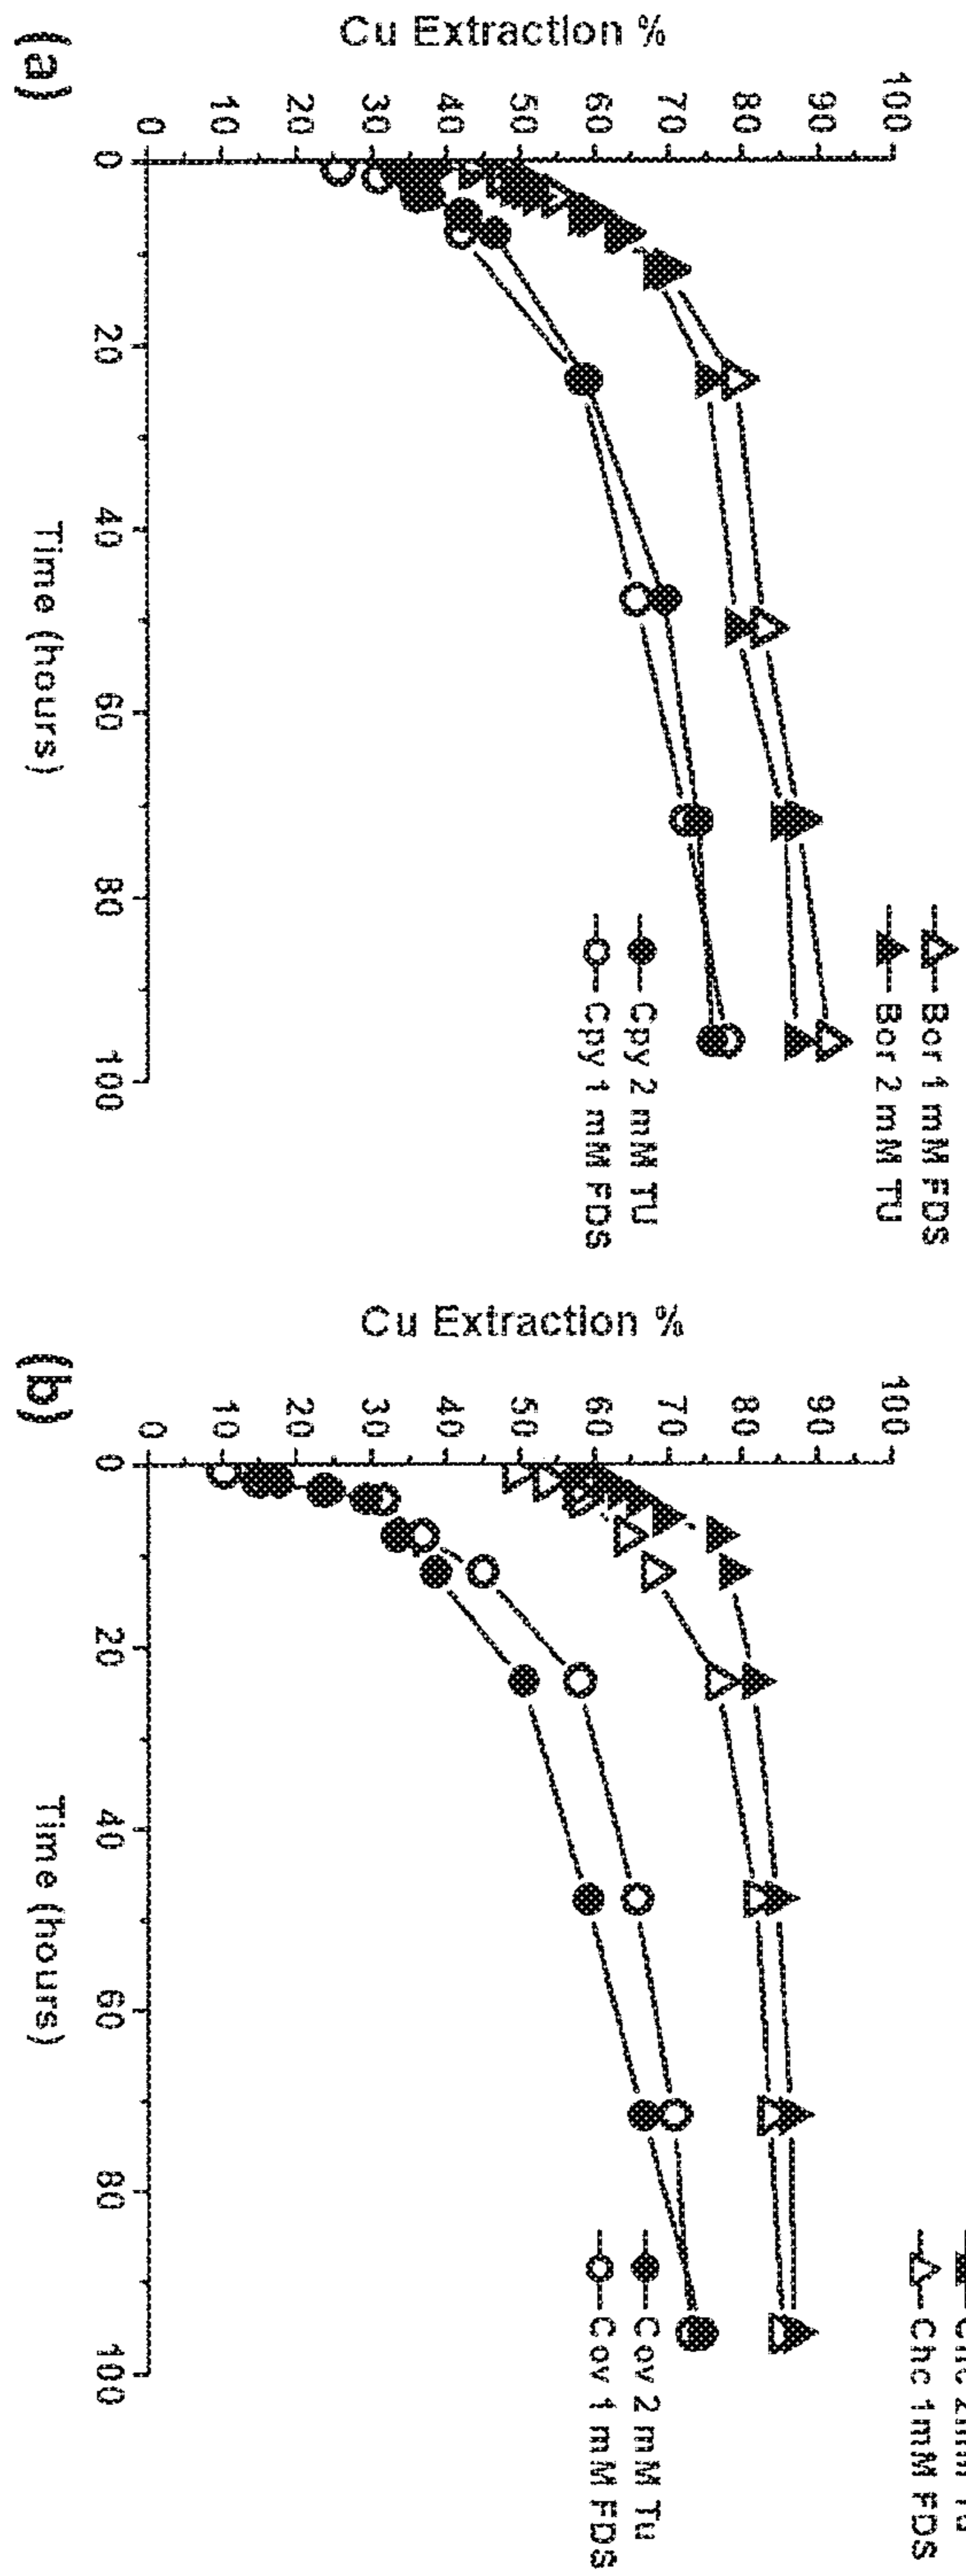 Cu Extraction %
100
90
80
70
60
50
40
30
20
10
0
0
20
40
60
80
100
Time (hours)
Bor 1 mM FDS
Bor 2 mM TU
Cpy 2 mM TU
Cpy 1 mM FDS
(a)
Cu Extraction %
100
90
80
70
60
50
40
30
20
10
0
0
20
40
60
80
100
Time (hours)
Chc 1mM FDS
Cov 2 mM Tu
Cov 1 mM FDS
(b)